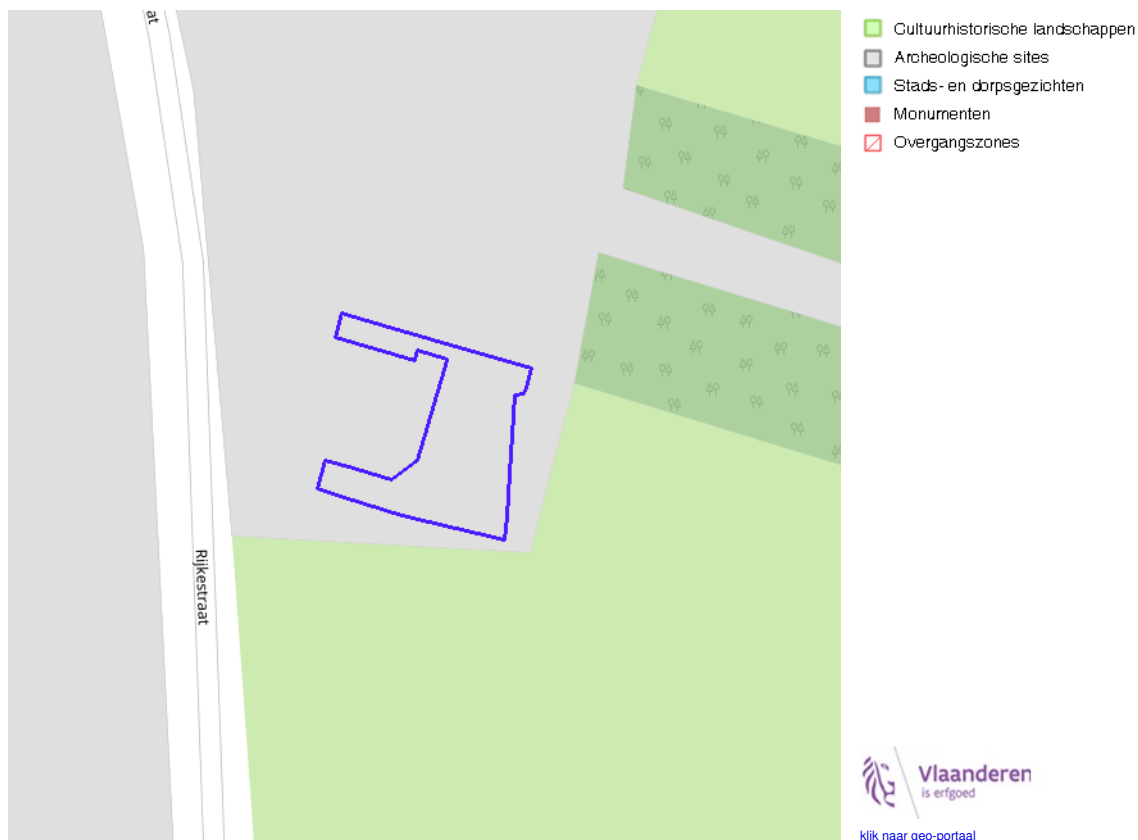 at
Rijkestraat
Cultuurhistorische landschappen
Archeologische sites
Stads- en dorpsgezichten
Monumenten
Overgangszones
Vlaanderen
is erfgoed
klik naar geo-portaal